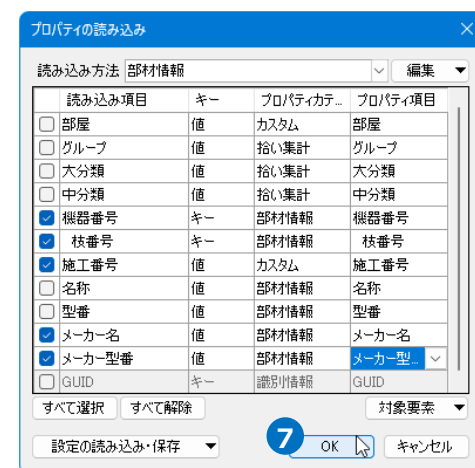 プロパティの読み込み
読み込み方法 部材情報 編集
読み込み項目 キー プロパティカテ... プロパティ項目
部屋 値 カスタム 部屋
グループ 値 拾い集計 グループ
大分類 値 拾い集計 大分類
中分類 値 拾い集計 中分類
機器番号 キー 部材情報 機器番号
枝番号 キー 部材情報 枝番号
施工番号 値 カスタム 施工番号
名称 値 部材情報 名称
型番 値 部材情報 型番
メーカー名 値 部材情報 メーカー名
メーカー型番 値 部材情報 メーカー型...
GUID キー 識別情報 GUID
すべて選択 すべて解除 対象要素
設定の読み込み・保存 7 OK キャンセル